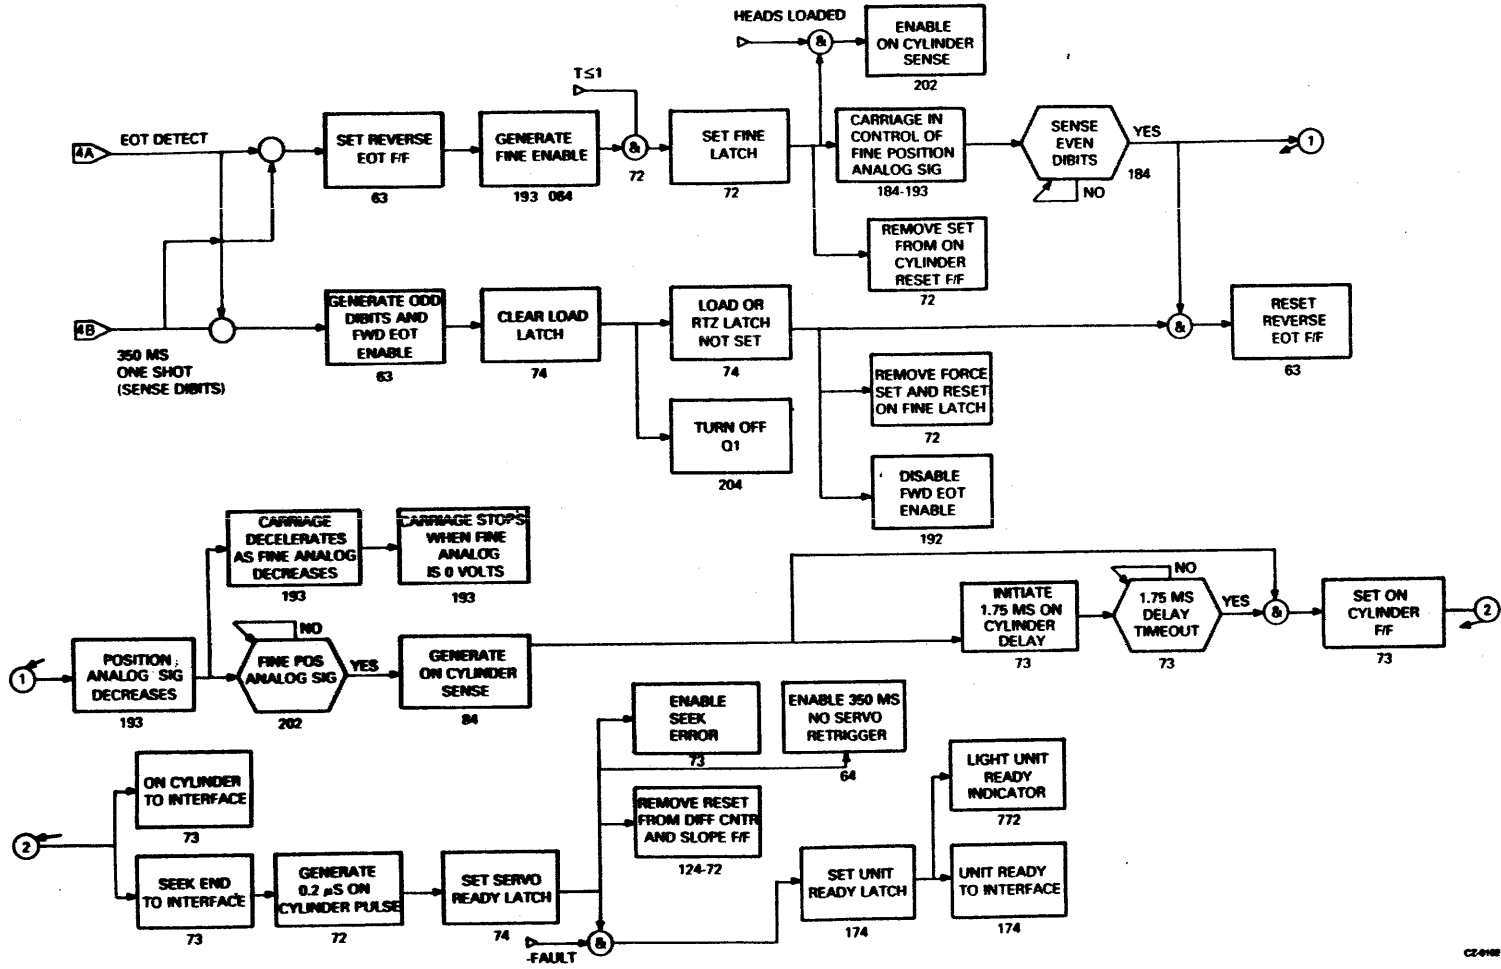 HEADS LOADED
&
ENABLE
ON CYLINDER
SENSE
202
T≤1
4A
EOT DETECT
SET REVERSE
EOT F/F
63
GENERATE
FINE ENABLE
193 064
&
72
SET FINE
LATCH
72
CARRIAGE IN
CONTROL OF
FINE POSITION
ANALOG SIG
184-193
SENSE
EVEN
DIBITS
184
YES
NO
1
REMOVE SET
FROM ON
CYLINDER
RESET F/F
72
4B
350 MS
ONE SHOT
(SENSE DIBITS)
GENERATE ODD
DIBITS AND
FWD EOT
ENABLE
63
CLEAR LOAD
LATCH
74
LOAD OR
RTZ LATCH
NOT SET
74
&
RESET
REVERSE
EOT F/F
63
REMOVE FORCE
SET AND RESET
ON FINE LATCH
72
TURN OFF
Q1
204
DISABLE
FWD EOT
ENABLE
192
CARRIAGE
DECELERATES
AS FINE ANALOG
DECREASES
193
CARRIAGE STOPS
WHEN FINE
ANALOG
IS 0 VOLTS
193
1
POSITION
ANALOG SIG
DECREASES
193
NO
FINE POS
ANALOG SIG
202
YES
GENERATE
ON CYLINDER
SENSE
84
INITIATE
1.75 MS ON
CYLINDER
DELAY
73
NO
1.75 MS
DELAY
TIMEOUT
73
YES
&
SET ON
CYLINDER
F/F
73
2
ENABLE
SEEK
ERROR
73
ENABLE 350 MS
NO SERVO
RETRIGGER
64
ON CYLINDER
TO INTERFACE
73
2
REMOVE RESET
FROM DIFF CNTR
AND SLOPE F/F
124-72
LIGHT UNIT
READY
INDICATOR
772
SEEK END
TO INTERFACE
73
GENERATE
0.2 μS ON
CYLINDER PULSE
72
SET SERVO
READY LATCH
74
-FAULT
&
SET UNIT
READY LATCH
174
UNIT READY
TO INTERFACE
174
CZ-0162